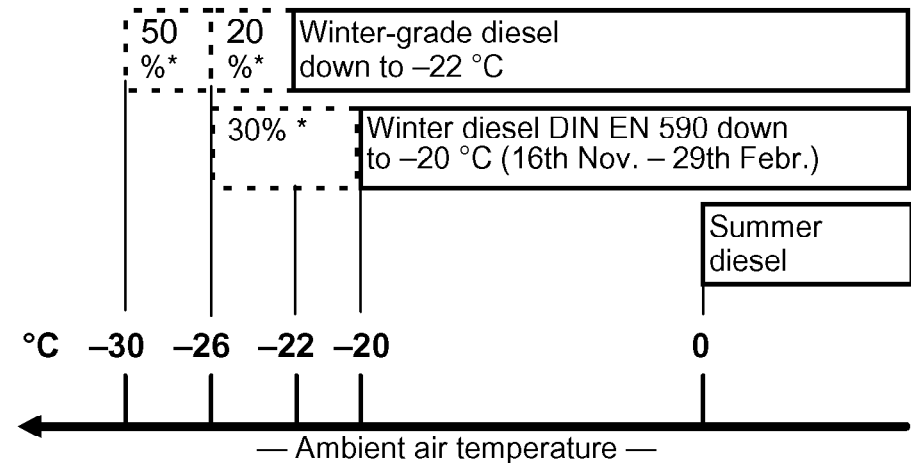 50
%*
20
%*
Winter-grade diesel
down to –22 °C
30% *
Winter diesel DIN EN 590 down
to –20 °C (16th Nov. – 29th Febr.)
Summer
diesel
°C –30 –26 –22 –20 0
— Ambient air temperature —